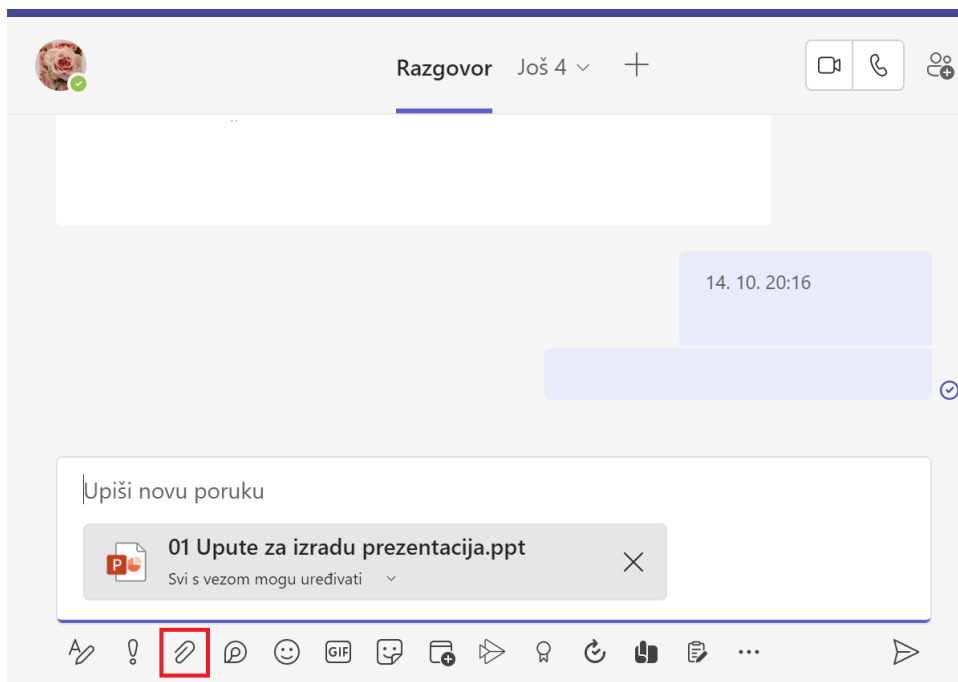 Razgovor Još 4
14. 10. 20:16
Upiši novu poruku
P
01 Upute za izradu prezentacija.ppt
Svi s vezom mogu uređivati
GIF